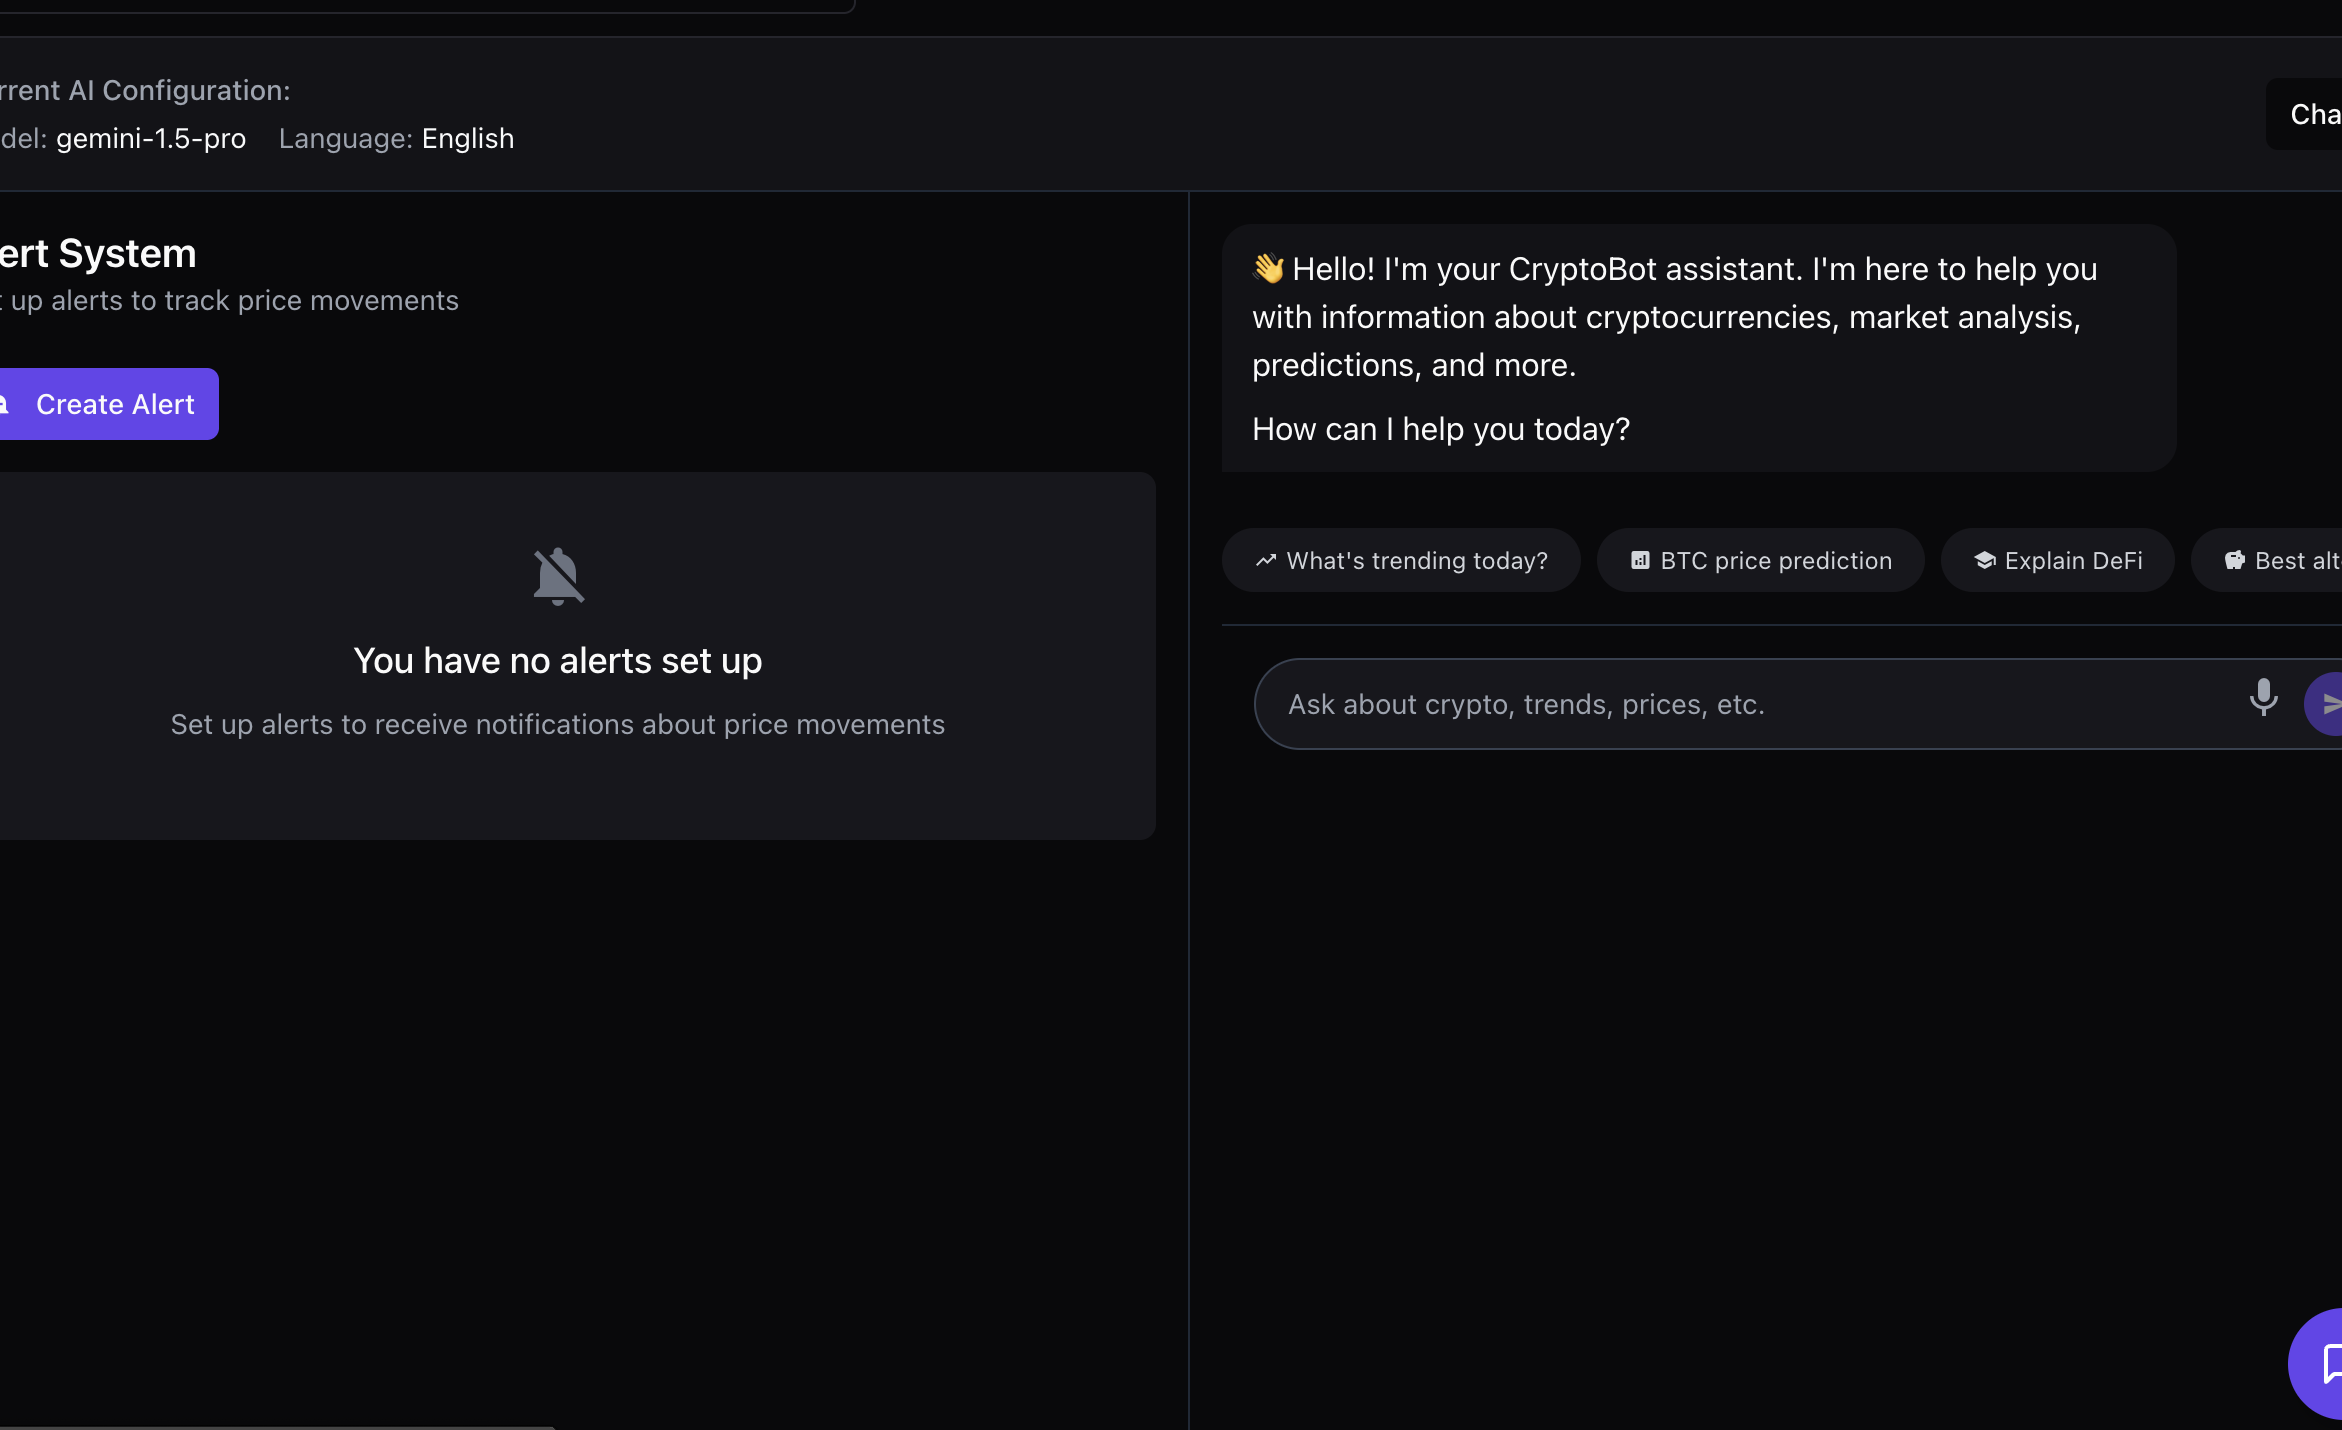 rrent AI Configuration:
del: gemini-1.5-pro Language: English
Cha
ert System
t up alerts to track price movements
Create Alert
You have no alerts set up
Set up alerts to receive notifications about price movements
👋 Hello! I'm your CryptoBot assistant. I'm here to help you
with information about cryptocurrencies, market analysis,
predictions, and more.
How can I help you today?
What's trending today? BTC price prediction Explain DeFi Best alt
Ask about crypto, trends, prices, etc.